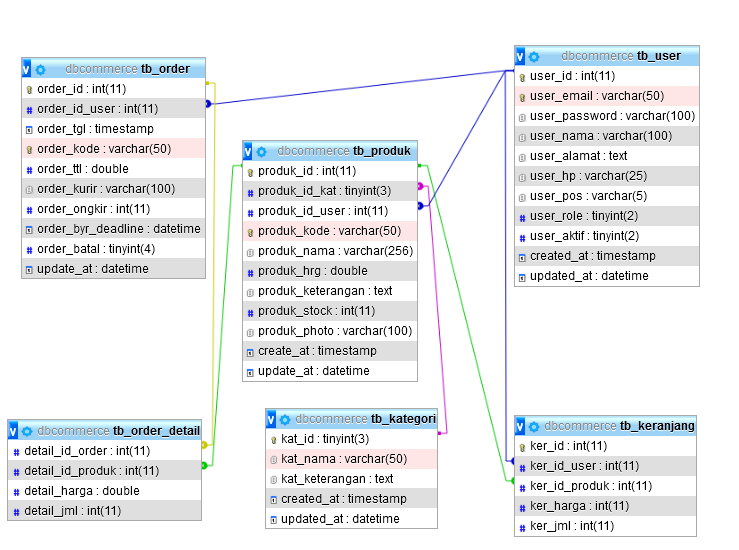 dbcommerce tb_order
order_id : int(11)
order_id_user : int(11)
order_tgl : timestamp
order_kode : varchar(50)
order_ttl : double
order_kurir : varchar(100)
order_ongkir : int(11)
order_byr_deadline : datetime
order_batal : tinyint(4)
update_at : datetime
dbcommerce tb_produk
produk_id : int(11)
produk_id_kat : tinyint(3)
produk_id_user : int(11)
produk_kode : varchar(50)
produk_nama : varchar(256)
produk_hrg : double
produk_keterangan : text
produk_stock : int(11)
produk_photo : varchar(100)
create_at : timestamp
update_at : datetime
dbcommerce tb_user
user_id : int(11)
user_email : varchar(50)
user_password : varchar(100)
user_nama : varchar(100)
user_alamat : text
user_hp : varchar(25)
user_pos : varchar(5)
user_role : tinyint(2)
user_aktif : tinyint(2)
created_at : timestamp
updated_at : datetime
dbcommerce tb_order_detail
detail_id_order : int(11)
detail_id_produk : int(11)
detail_harga : double
detail_jml : int(11)
dbcommerce tb_kategori
kat_id : tinyint(3)
kat_nama : varchar(50)
kat_keterangan : text
created_at : timestamp
updated_at : datetime
dbcommerce tb_keranjang
ker_id : int(11)
ker_id_user : int(11)
ker_id_produk : int(11)
ker_harga : int(11)
ker_jml : int(11)